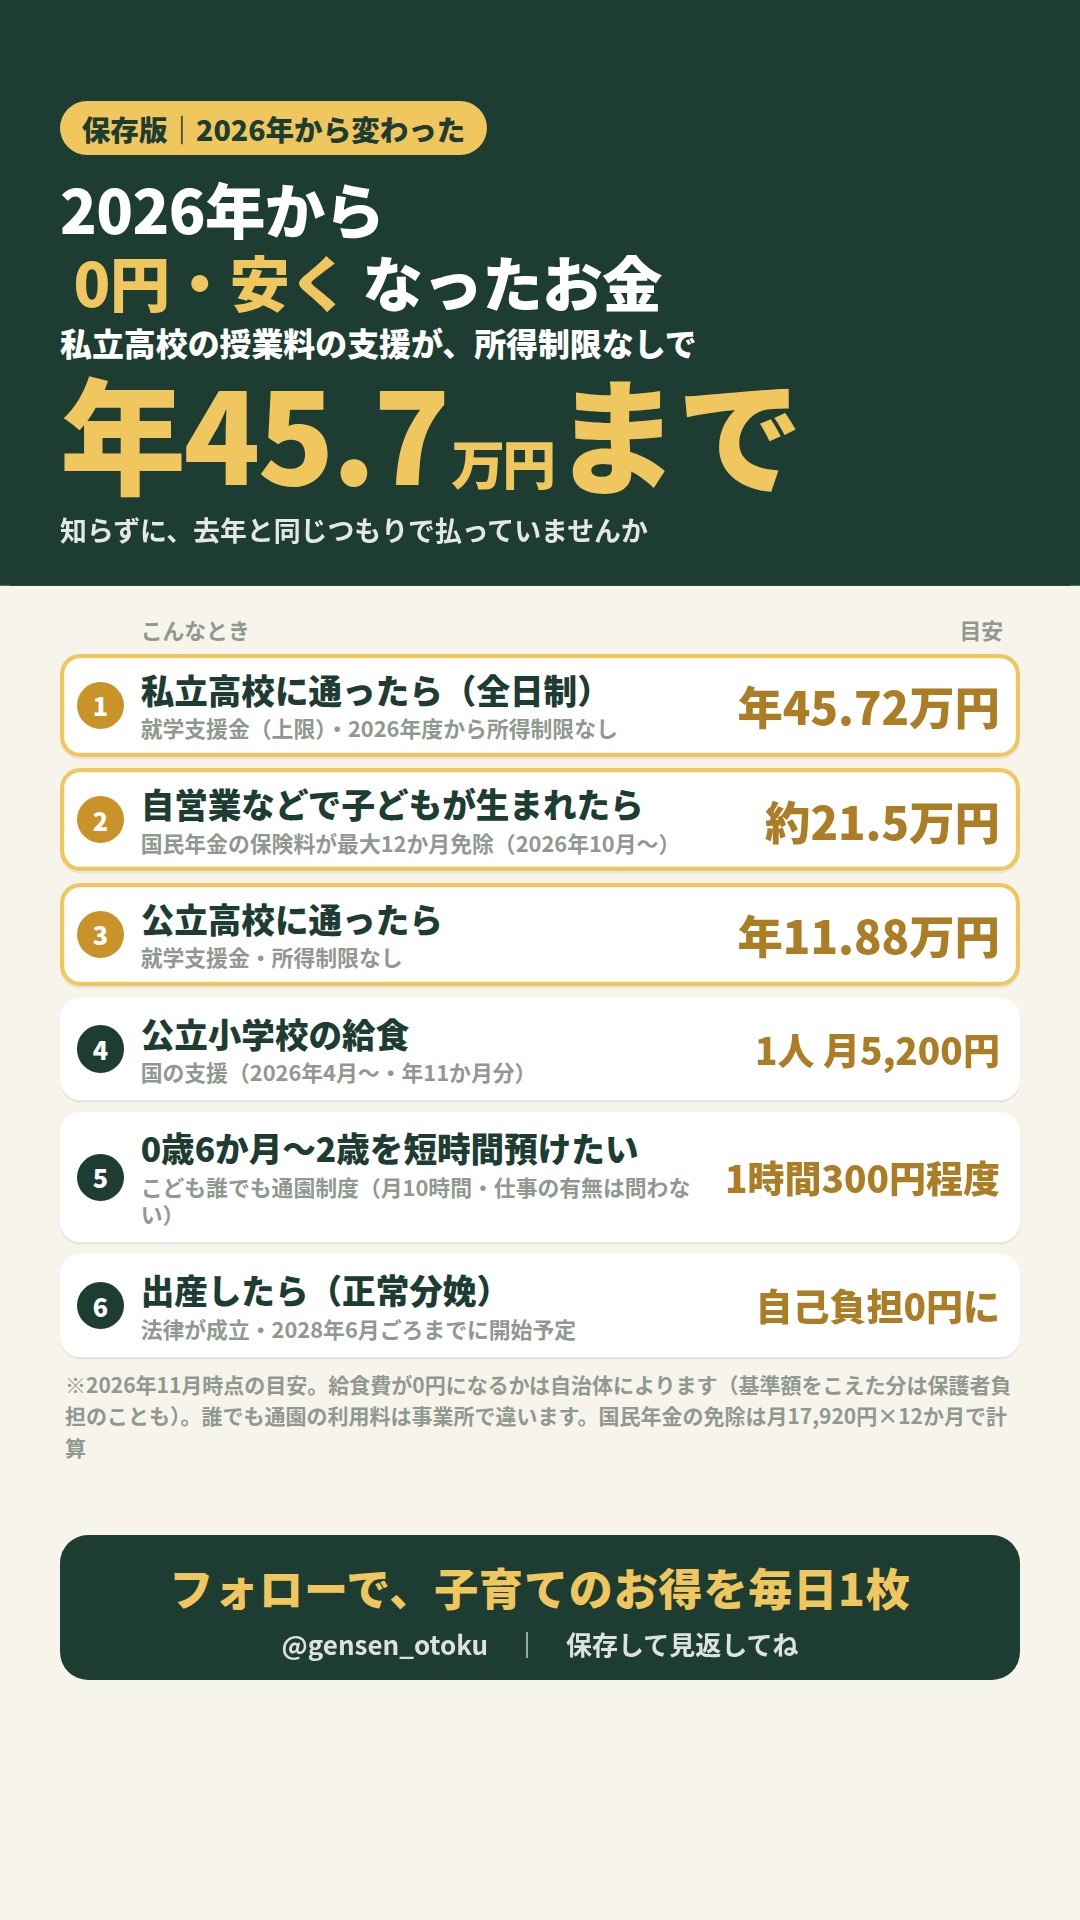 保存版｜2026年から変わった
2026年から
0円・安く なったお金
私立高校の授業料の支援が、所得制限なしで
年45.7万円まで
知らずに、去年と同じつもりで払っていませんか
こんなとき 目安
1 私立高校に通ったら（全日制） 年45.72万円
就学支援金（上限）・2026年度から所得制限なし
2 自営業などで子どもが生まれたら 約21.5万円
国民年金の保険料が最大12か月免除（2026年10月〜）
3 公立高校に通ったら 年11.88万円
就学支援金・所得制限なし
4 公立小学校の給食 1人 月5,200円
国の支援（2026年4月〜・年11か月分）
5 0歳6か月〜2歳を短時間預けたい 1時間300円程度
こども誰でも通園制度（月10時間・仕事の有無は問わな
い）
6 出産したら（正常分娩） 自己負担0円に
法律が成立・2028年6月ごろまでに開始予定
※2026年11月時点の目安。給食費が0円になるかは自治体によります（基準額をこえた分は保護者負
担のことも）。誰でも通園の利用料は事業所で違います。国民年金の免除は月17,920円×12か月で計
算
フォローで、子育てのお得を毎日1枚
@gensen_otoku ｜ 保存して見返してね